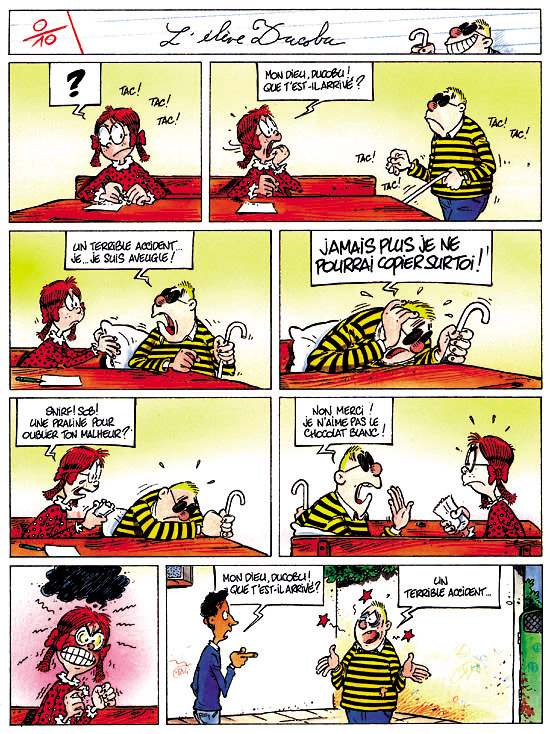 0/10
L'élève Ducobu
?
TAC!
TAC!
TAC!
MON DIEU, DUCOBU!
QUE T'EST-IL ARRIVÉ?
TAC!
TAC!
TAC!
TAC!
UN TERRIBLE ACCIDENT...
JE... JE SUIS AVEUGLE!
JAMAIS PLUS JE NE
POURRAI COPIER SUR TOI!
SNIRF! SOB!
UNE PRALINE POUR
OUBLIER TON MALHEUR?
NON MERCI!
JE N'AIME PAS LE
CHOCOLAT BLANC!
MON DIEU, DUCOBU!
QUE T'EST-IL ARRIVÉ?
UN
TERRIBLE ACCIDENT...